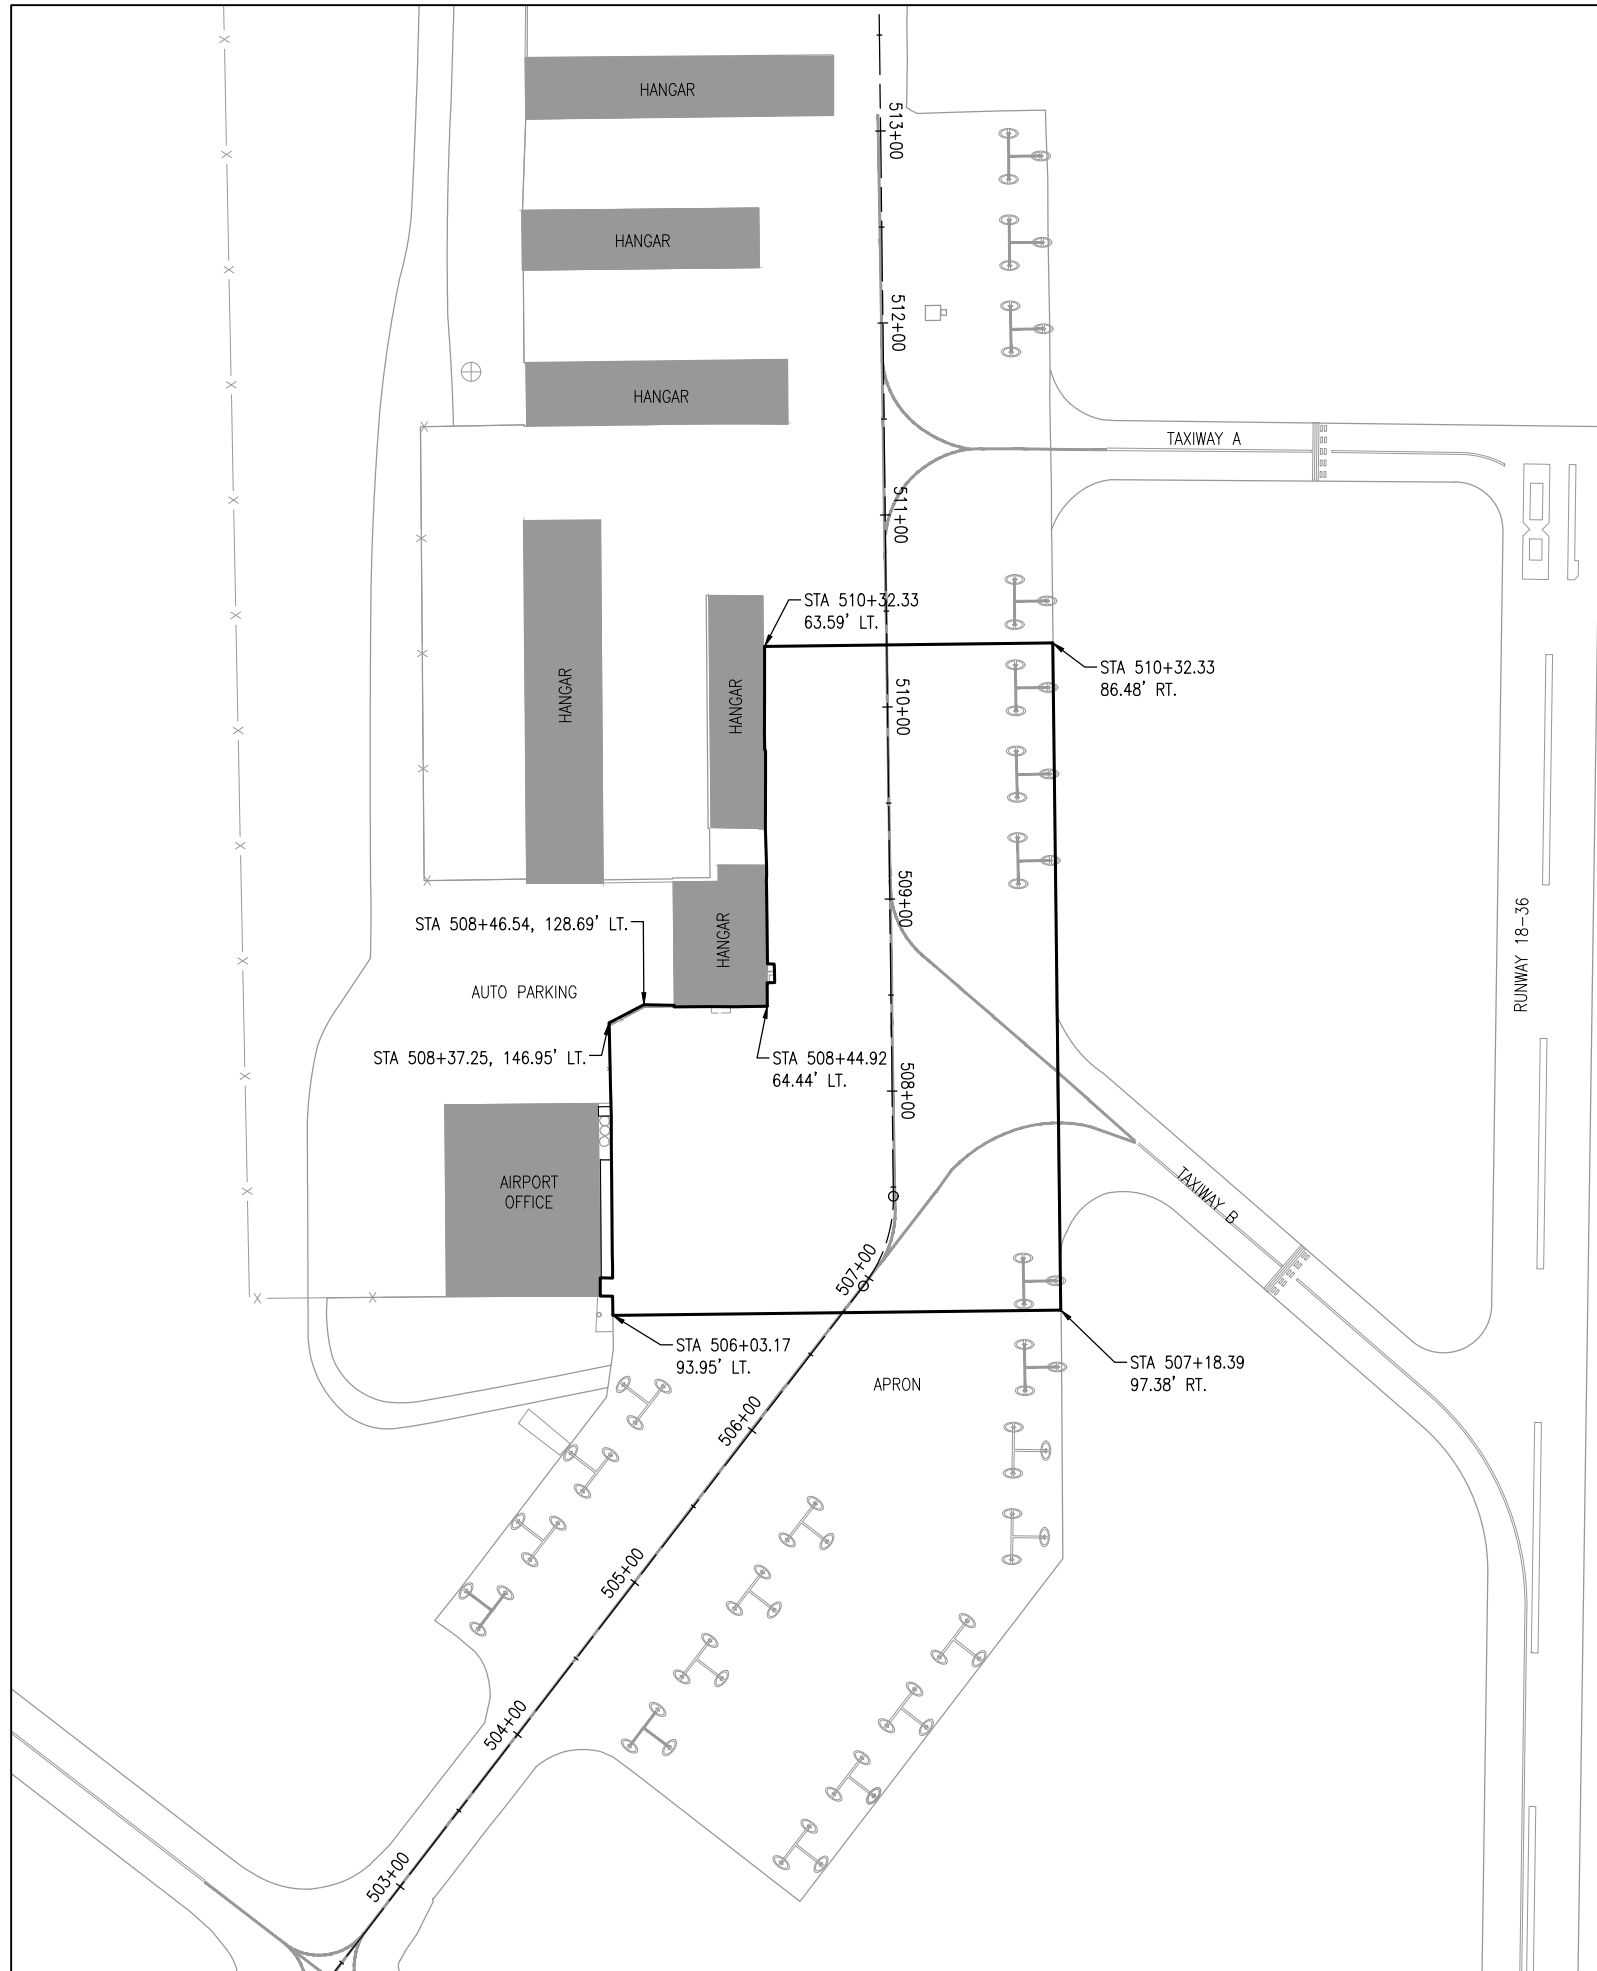 HANGAR
513+00
HANGAR
512+00
HANGAR
TAXIWAY A
511+00
STA 510+32.33
63.59' LT.
STA 510+32.33
86.48' RT.
HANGAR
HANGAR
510+00
509+00
STA 508+46.54, 128.69' LT.
HANGAR
RUNWAY 18-36
AUTO PARKING
STA 508+37.25, 146.95' LT.
STA 508+44.92
64.44' LT.
508+00
AIRPORT
OFFICE
TAXIWAY B
507+00
STA 506+03.17
93.95' LT.
STA 507+18.39
97.38' RT.
APRON
506+00
505+00
504+00
503+00